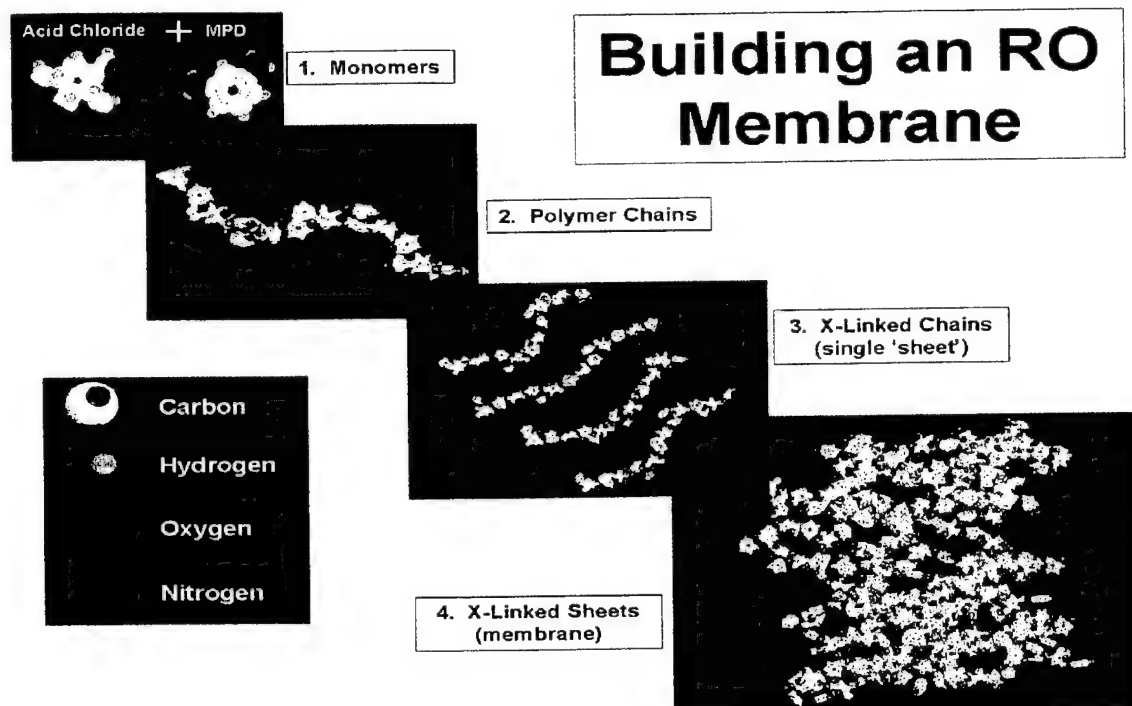 Building an RO
Membrane
Acid Chloride + MPD
1. Monomers
2. Polymer Chains
3. X-Linked Chains
(single 'sheet')
4. X-Linked Sheets
(membrane)
Carbon
Hydrogen
Oxygen
Nitrogen